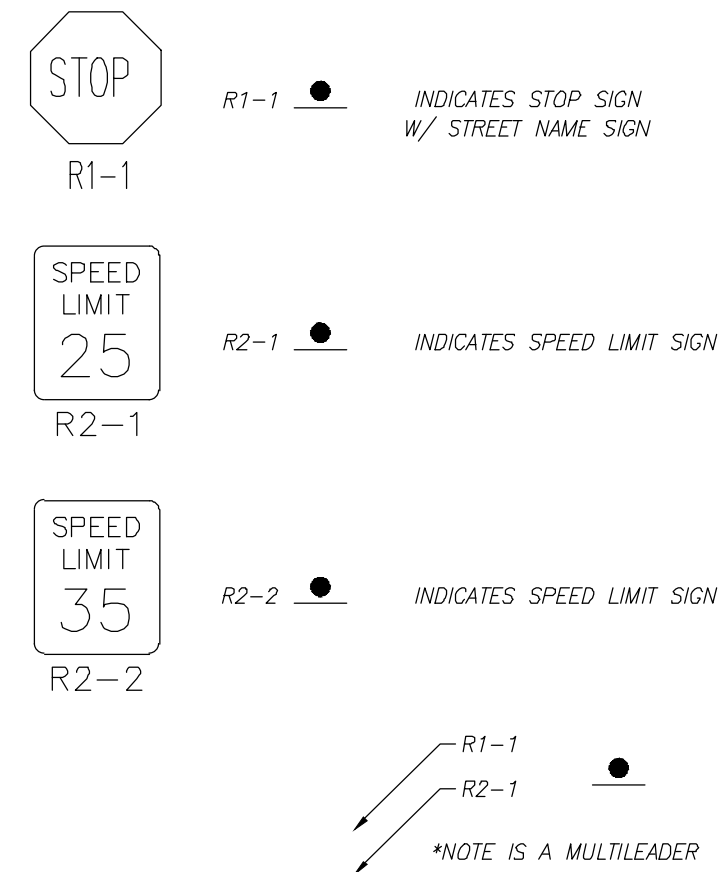 STOP
R1-1
R1-1
INDICATES STOP SIGN
W/ STREET NAME SIGN
SPEED
LIMIT
25
R2-1
R2-1
INDICATES SPEED LIMIT SIGN
SPEED
LIMIT
35
R2-2
R2-2
INDICATES SPEED LIMIT SIGN
R1-1
R2-1
*NOTE IS A MULTILEADER